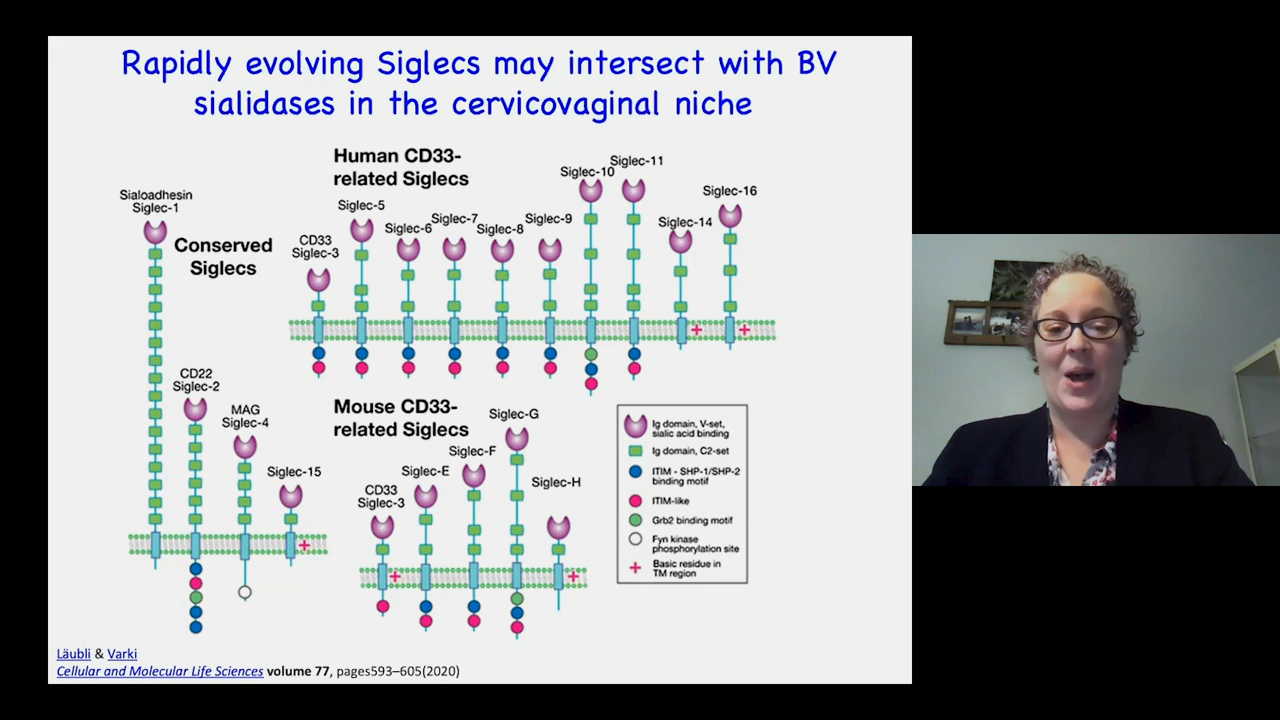 Rapidly evolving Siglecs may intersect with BV
sialidases in the cervicovaginal niche
Sialoadhesin
Siglec-1
Conserved
Siglecs
CD22
Siglec-2
MAG
Siglec-4
Siglec-15
Human CD33-
related Siglecs
CD33
Siglec-3
Siglec-5
Siglec-6
Siglec-7
Siglec-8
Siglec-9
Siglec-10
Siglec-11
Siglec-14
Siglec-16
Mouse CD33-
related Siglecs
CD33
Siglec-3
Siglec-E
Siglec-F
Siglec-G
Siglec-H
Ig domain, V-set,
sialic acid binding
Ig domain, C2-set
ITIM - SHP-1/SHP-2
binding motif
ITIM-like
Grb2 binding motif
Fyn kinase
phosphorylation site
Basic residue in
TM region
Läubli & Varki
Cellular and Molecular Life Sciences volume 77, pages593–605(2020)